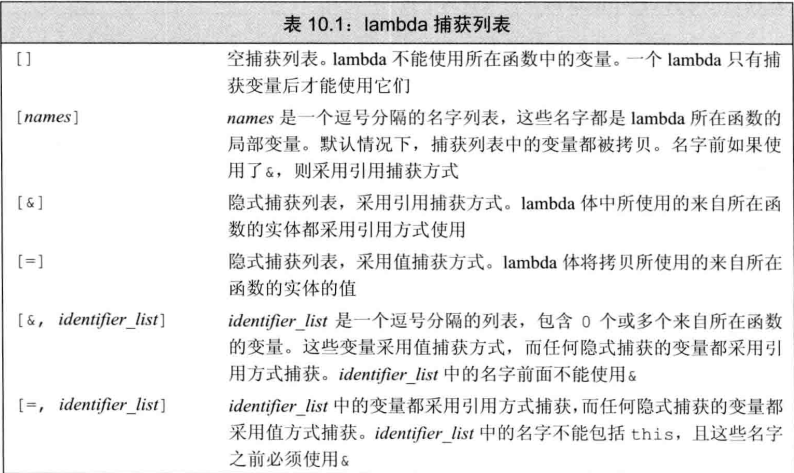 表 10.1：lambda 捕获列表
[] 空捕获列表。lambda 不能使用所在函数中的变量。一个 lambda 只有捕
获变量后才能使用它们
[names] names 是一个逗号分隔的名字列表，这些名字都是 lambda 所在函数的
局部变量。默认情况下，捕获列表中的变量都被拷贝。名字前如果使
用了&，则采用引用捕获方式
[&] 隐式捕获列表，采用引用捕获方式。lambda 体中所使用的来自所在函
数的实体都采用引用方式使用
[=] 隐式捕获列表，采用值捕获方式。lambda 体将拷贝所使用的来自所在
函数的实体的值
[&, identifier_list] identifier_list 是一个逗号分隔的列表，包含 0 个或多个来自所在函数
的变量。这些变量采用值捕获方式，而任何隐式捕获的变量都采用引
用方式捕获。identifier_list 中的名字前面不能使用&
[=, identifier_list] identifier_list 中的变量都采用引用方式捕获，而任何隐式捕获的变量都
采用值方式捕获。identifier_list 中的名字不能包括 this，且这些名字
之前必须使用&